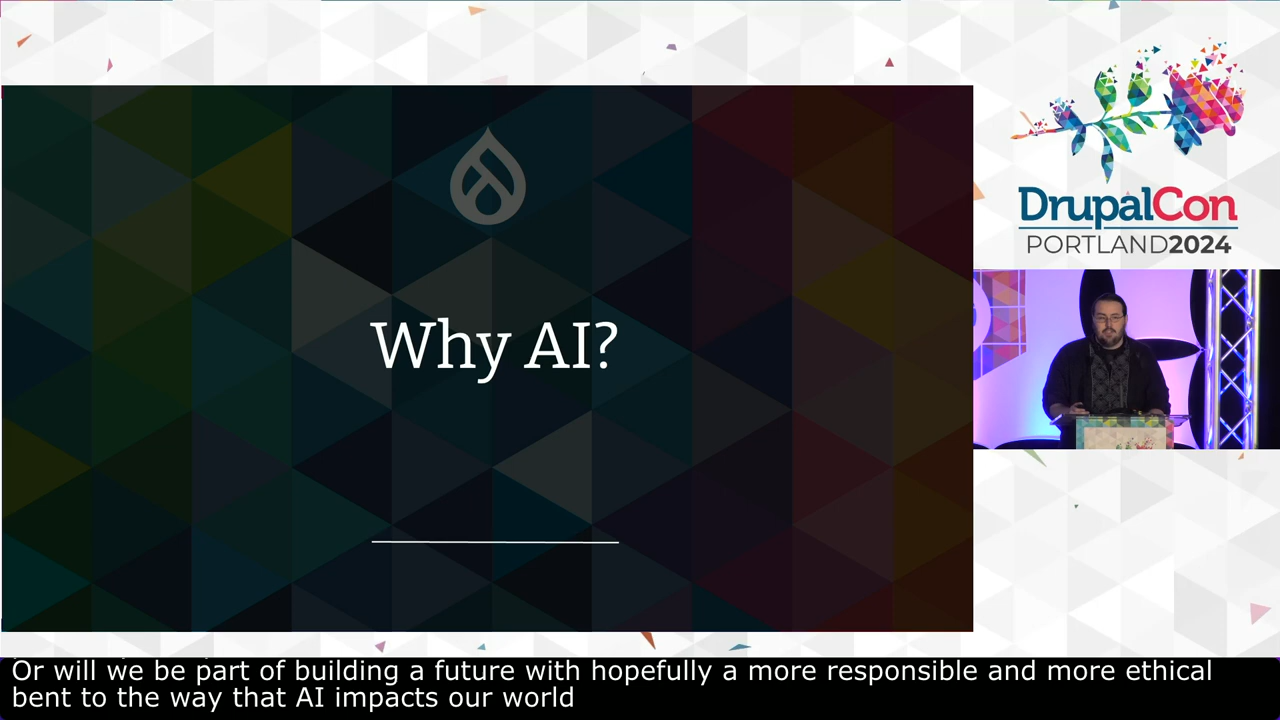 Why AI?
DrupalCon
PORTLAND2024
Or will we be part of building a future with hopefully a more responsible and more ethical
bent to the way that AI impacts our world